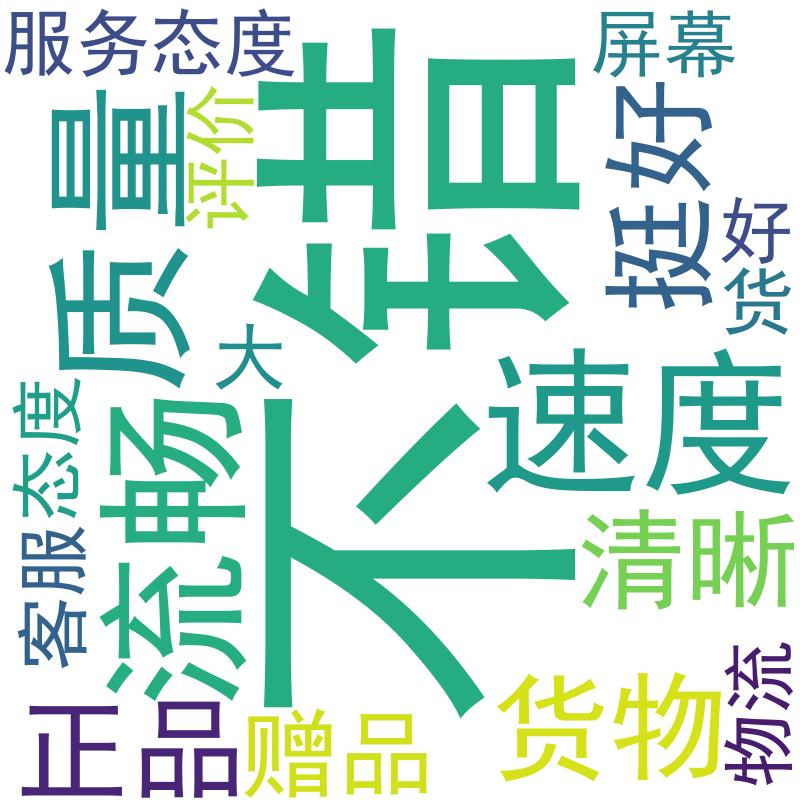 服务态度
屏幕
质量
评价
不错
挺好
好
货
大
速度
态度
流畅
清晰
客服
物流
正品
赠品
货物